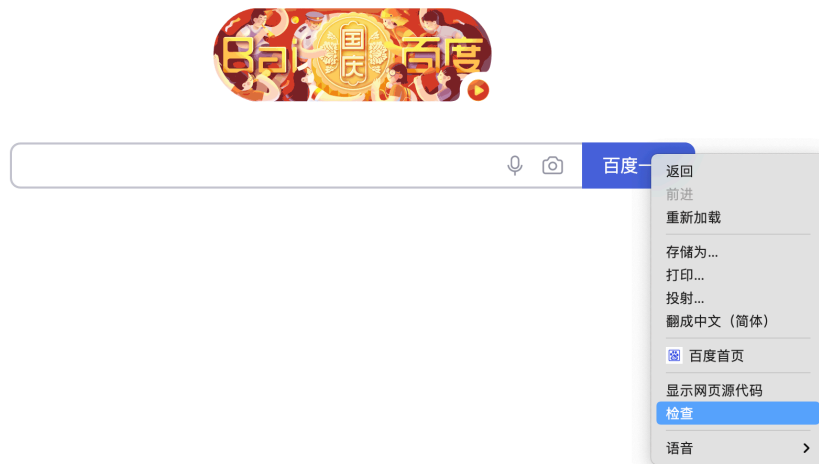 Bai 国庆 百度
百度一
返回
前进
重新加载
存储为...
打印...
投射...
翻成中文（简体）
百度首页
显示网页源代码
检查
语音